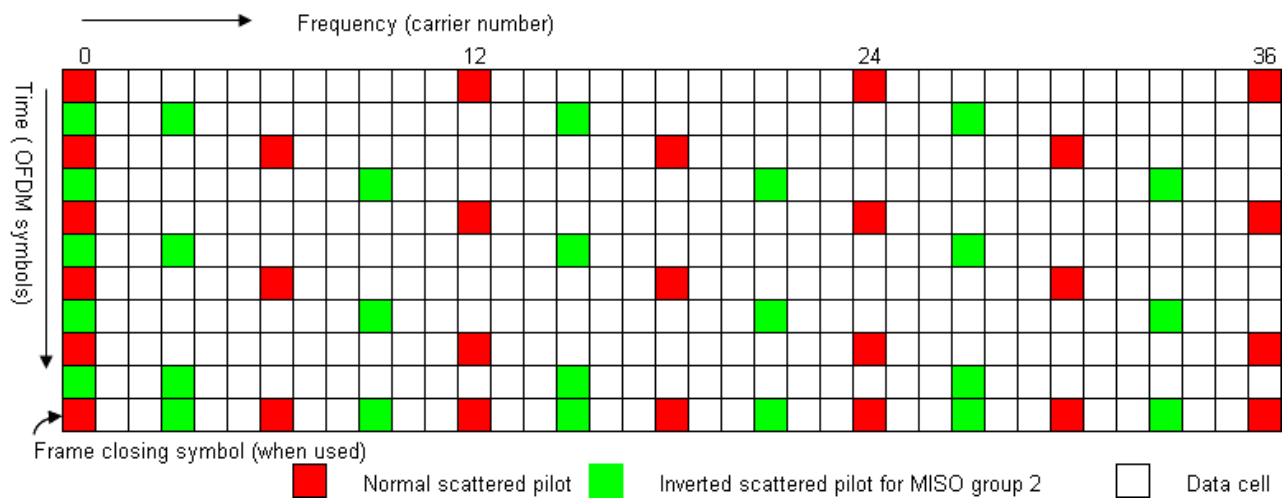 Frequency (carrier number)
0 12 24 36
Time ( OFDM symbols)
Frame closing symbol (when used)
Normal scattered pilot Inverted scattered pilot for MISO group 2 Data cell